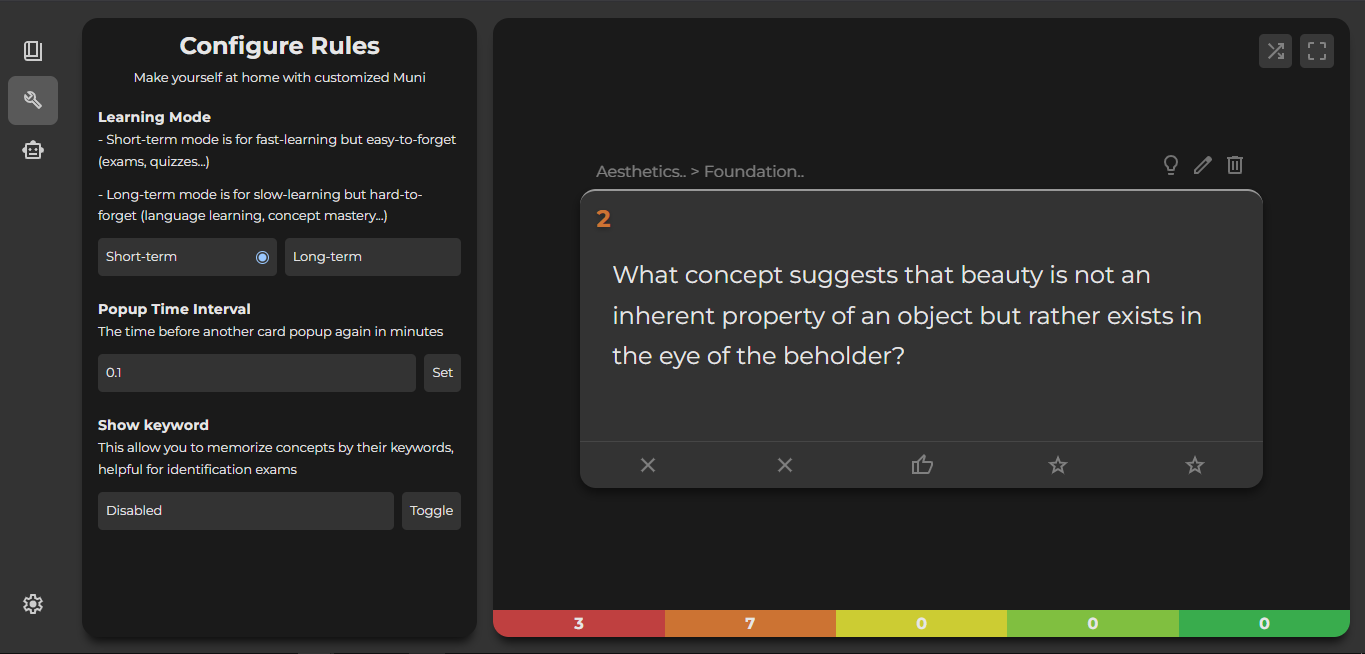 Configure Rules
Make yourself at home with customized Muni
Learning Mode
- Short-term mode is for fast-learning but easy-to-forget
(exams, quizzes...)
- Long-term mode is for slow-learning but hard-to-
forget (language learning, concept mastery...)
Short-term
Long-term
Popup Time Interval
The time before another card popup again in minutes
0.1
Set
Show keyword
This allow you to memorize concepts by their keywords,
helpful for identification exams
Disabled
Toggle
Aesthetics.. > Foundation..
2
What concept suggests that beauty is not an
inherent property of an object but rather exists in
the eye of the beholder?
3
7
0
0
0